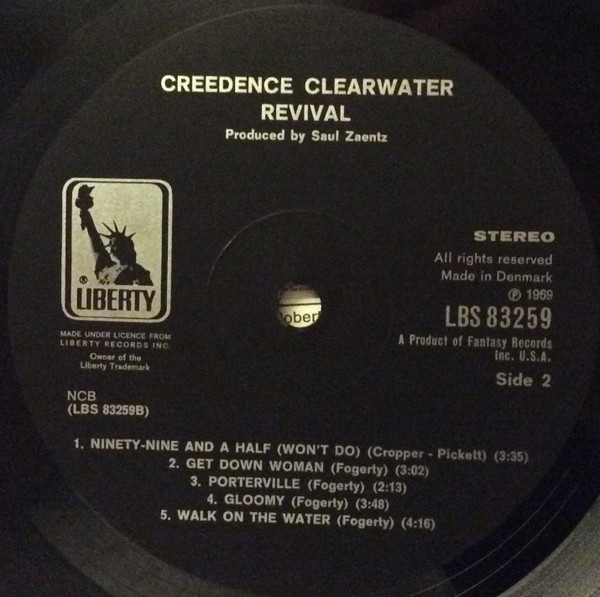 CREEDENCE CLEARWATER
REVIVAL
Produced by Saul Zaentz
®
LIBERTY
MADE UNDER LICENCE FROM
LIBERTY RECORDS INC.
Owner of the
Liberty Trademark
NCB
(LBS 83259B)
STEREO
All rights reserved
Made in Denmark
℗ 1969
LBS 83259
A Product of Fantasy Records
Inc. U.S.A.
Side 2
1. NINETY-NINE AND A HALF (WON'T DO) (Cropper - Pickett) (3:35)
2. GET DOWN WOMAN (Fogerty) (3:02)
3. PORTERVILLE (Fogerty) (2:13)
4. GLOOMY (Fogerty) (3:48)
5. WALK ON THE WATER (Fogerty) (4:16)